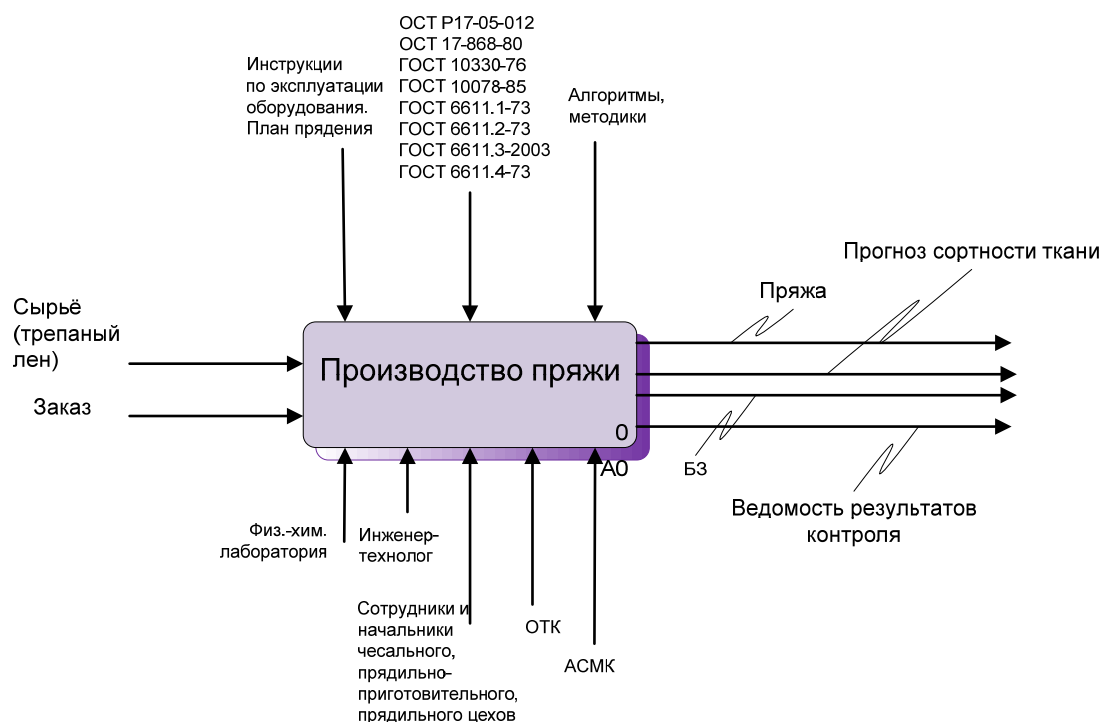 ОСТ Р17-05-012
ОСТ 17-868-80
ГОСТ 10330-76
ГОСТ 10078-85
ГОСТ 6611.1-73
ГОСТ 6611.2-73
ГОСТ 6611.3-2003
ГОСТ 6611.4-73
Инструкции
по эксплуатации
оборудования.
План прядения
Алгоритмы,
методики
Прогноз сортности ткани
Пряжа
Сырьё
(трепаный
лен)
Заказ
Производство пряжи
0
А0
БЗ
Ведомость результатов
контроля
Физ.-хим.
лаборатория
Инженер-
технолог
Сотрудники и
начальники
чесального,
прядильно-
приготовительного,
прядильного цехов
ОТК
АСМК